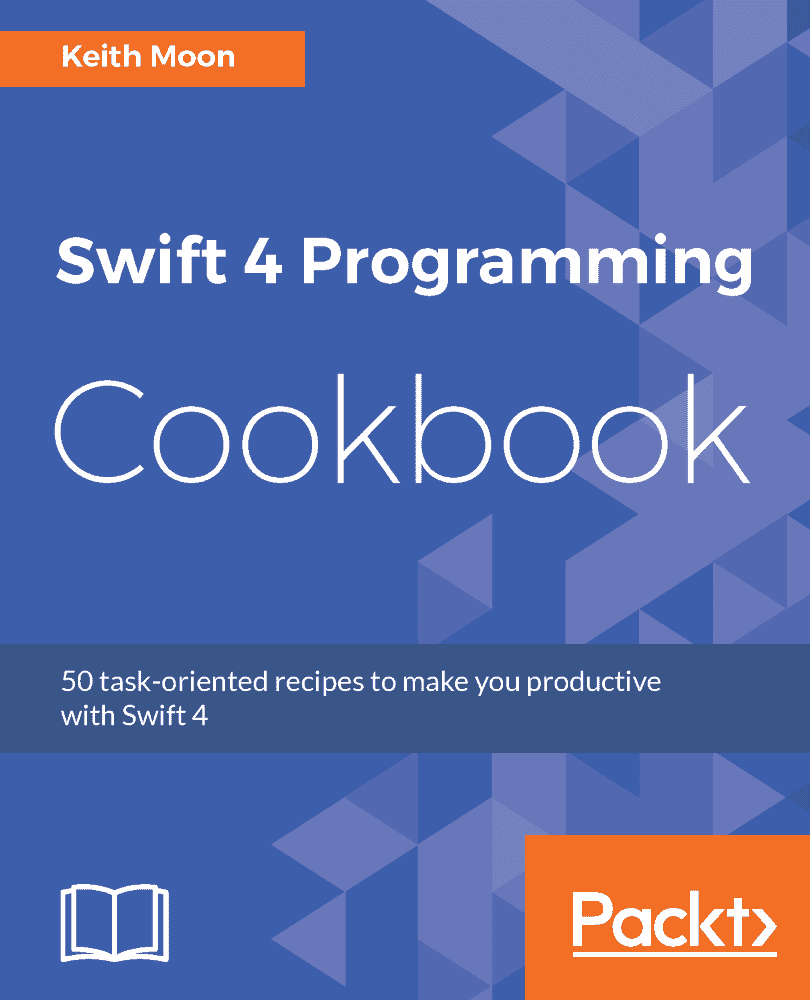 Keith Moon
Swift 4 Programming
Cookbook
50 task-oriented recipes to make you productive
with Swift 4
Packt>